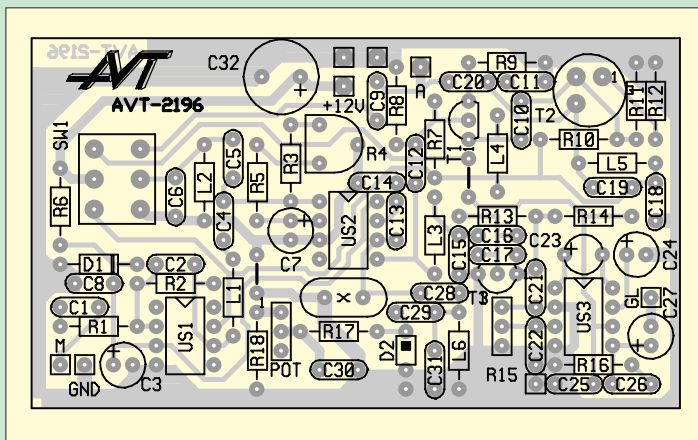 AVT-2196
AVT
AVT-2196
C32
+12V
C9
R8
A
R9
C20
C11
1
T2
R11
R12
C10
R10
L5
C19
C18
R7
T1
L4
SW1
R6
C6
L2
C5
C4
R5
R3
R4
C14
C12
C13
US2
C7
L3
C15
R13
C16
C17
T3
C23
R14
C24
D1
C2
C8
R2
C1
R1
M
GND
US1
C3
L1
1
R18
POT
X
R17
C30
C28
C29
D2
C31
L6
R15
C21
C22
US3
GL
C27
R16
C25
C26